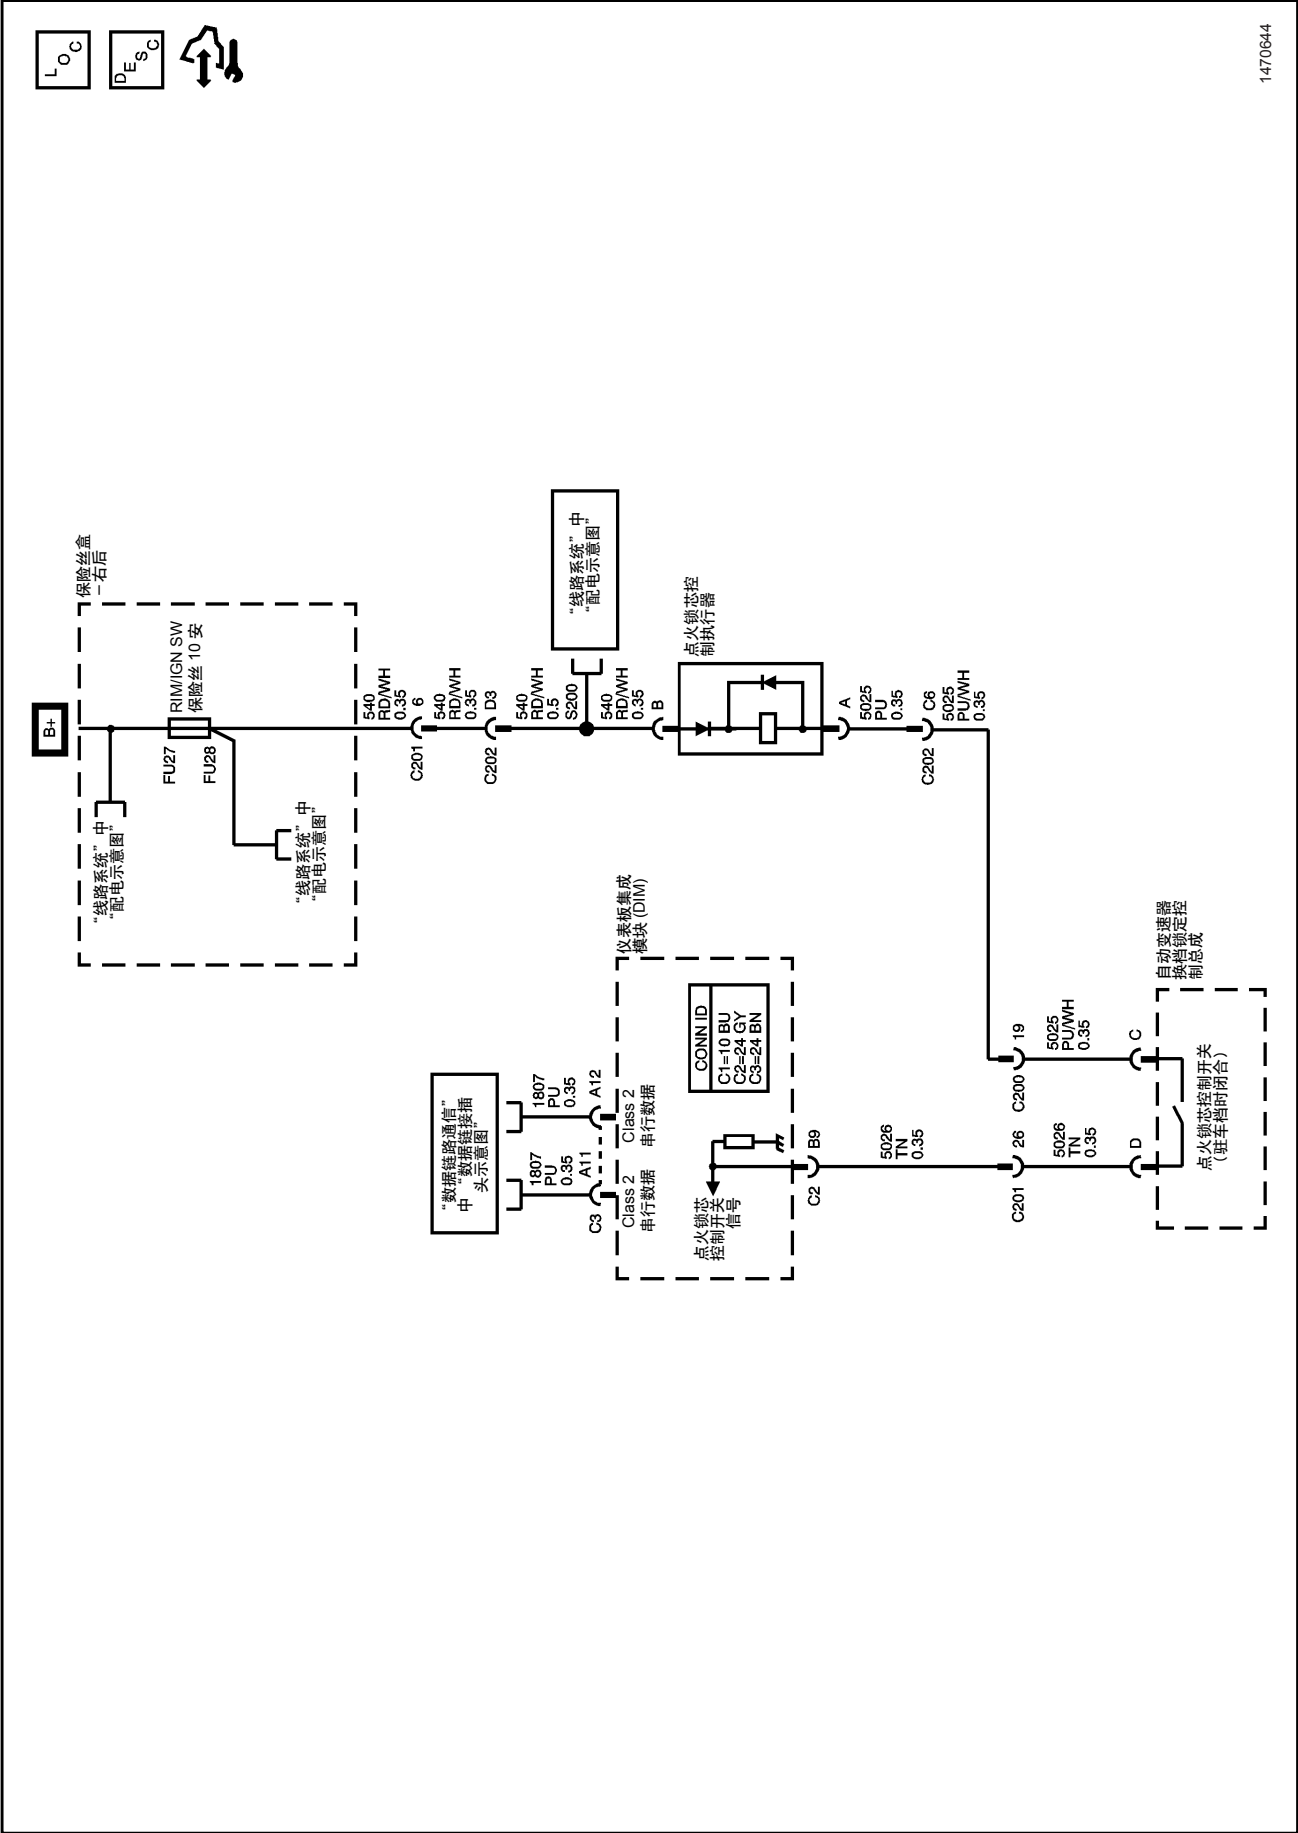 LOC
DESC
1470644
B+
保险丝盒
－右后
RIM/IGN SW
保险丝 10 安
FU27
FU28
“线路系统” 中
“配电示意图”
“线路系统” 中
“配电示意图”
540
RD/WH
0.35
6
C201
540
RD/WH
0.35
D3
C202
540
RD/WH
0.5
S200
“线路系统” 中
“配电示意图”
540
RD/WH
0.35
B
点火锁芯控
制执行器
A
5025
PU
0.35
C6
C202
5025
PU/WH
0.35
“数据链路通信”
中 “数据链接插
头示意图”
1807
PU
0.35
A12
1807
PU
0.35
A11
C3
仪表板集成
模块 (DIM)
Class 2
串行数据
Class 2
串行数据
CONN ID
C1=10 BU
C2=24 GY
C3=24 BN
点火锁芯
控制开关
信号
B9
C2
5026
TN
0.35
26
C201
5026
TN
0.35
D
19
C200
5025
PU/WH
0.35
C
自动变速器
换档锁定控
制总成
点火锁芯控制开关
（驻车档时闭合）